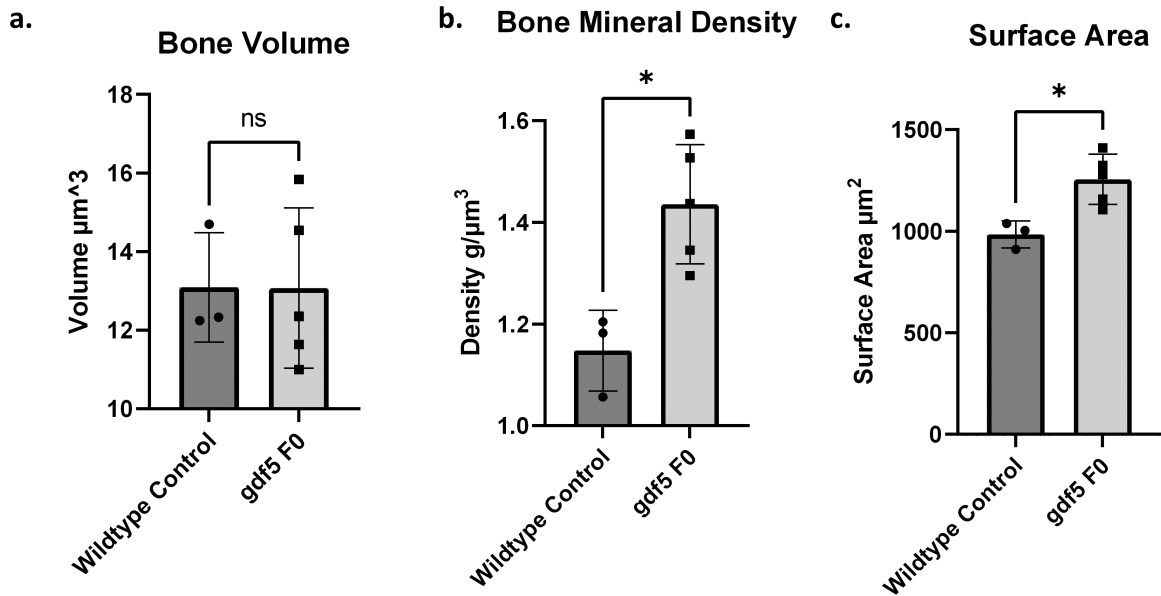 a.
Bone Volume
18
16
14
12
10
Volume µm^3
ns
Wildtype Control
gdf5 F0
b.
Bone Mineral Density
1.6
1.4
1.2
1.0
Density g/µm³
*
Wildtype Control
gdf5 F0
c.
Surface Area
1500
1000
500
0
Surface Area µm²
*
Wildtype Control
gdf5 F0